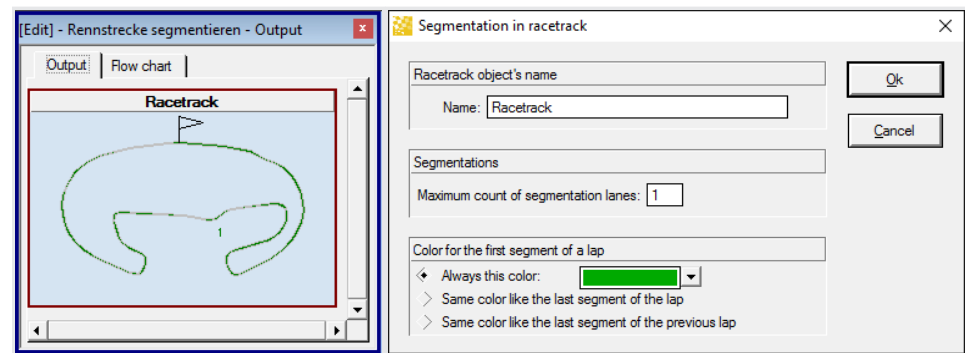 [Edit] - Rennstrecke segmentieren - Output
x
Output
Flow chart
Racetrack
1
Segmentation in racetrack
Racetrack object's name
Name: Racetrack
Ok
Cancel
Segmentations
Maximum count of segmentation lanes: 1
Color for the first segment of a lap
Always this color:
Same color like the last segment of the lap
Same color like the last segment of the previous lap